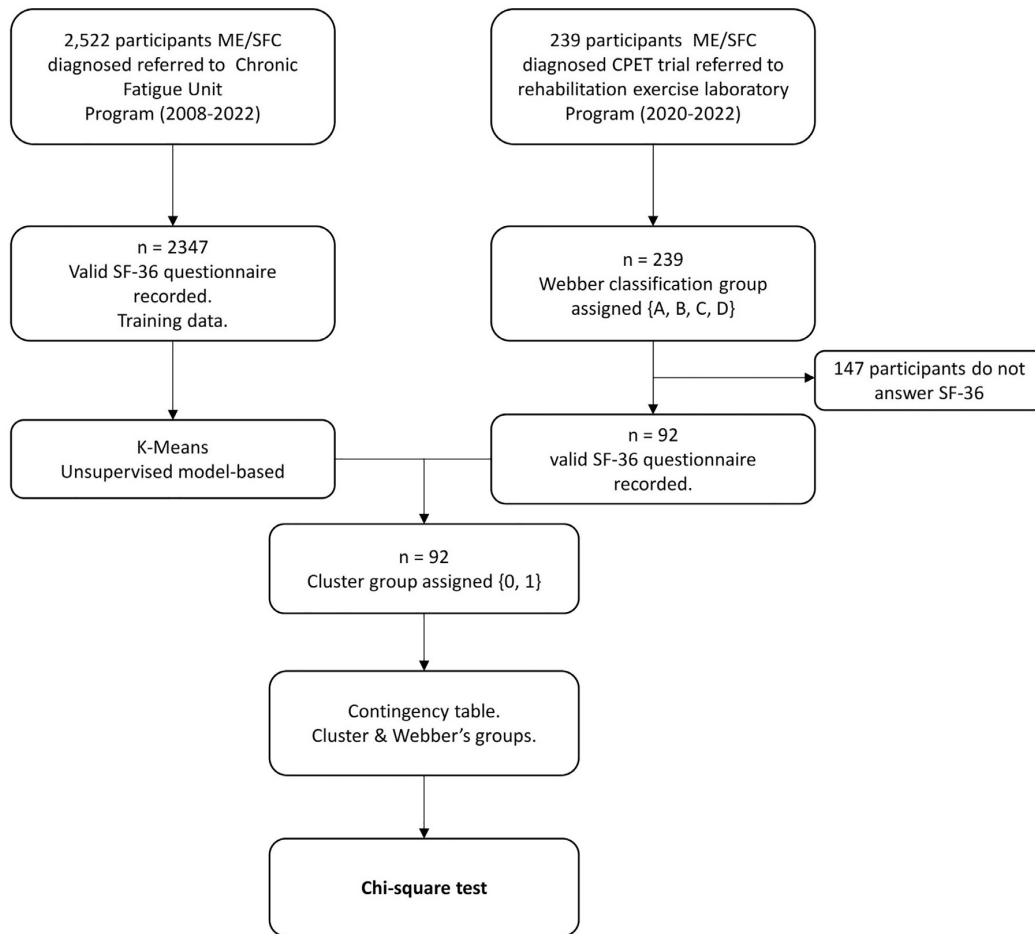 2,522 participants ME/SFC
diagnosed referred to Chronic
Fatigue Unit
Program (2008-2022)
239 participants ME/SFC
diagnosed CPET trial referred to
rehabilitation exercise laboratory
Program (2020-2022)
n = 2347
Valid SF-36 questionnaire
recorded.
Training data.
n = 239
Webber classification group
assigned {A, B, C, D}
147 participants do not
answer SF-36
K-Means
Unsupervised model-based
n = 92
valid SF-36 questionnaire
recorded.
n = 92
Cluster group assigned {0, 1}
Contingency table.
Cluster & Webber’s groups.
Chi-square test